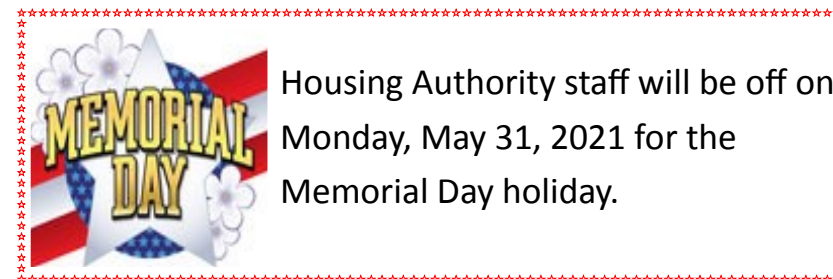 MEMORIAL
DAY
Housing Authority staff will be off on
Monday, May 31, 2021 for the
Memorial Day holiday.